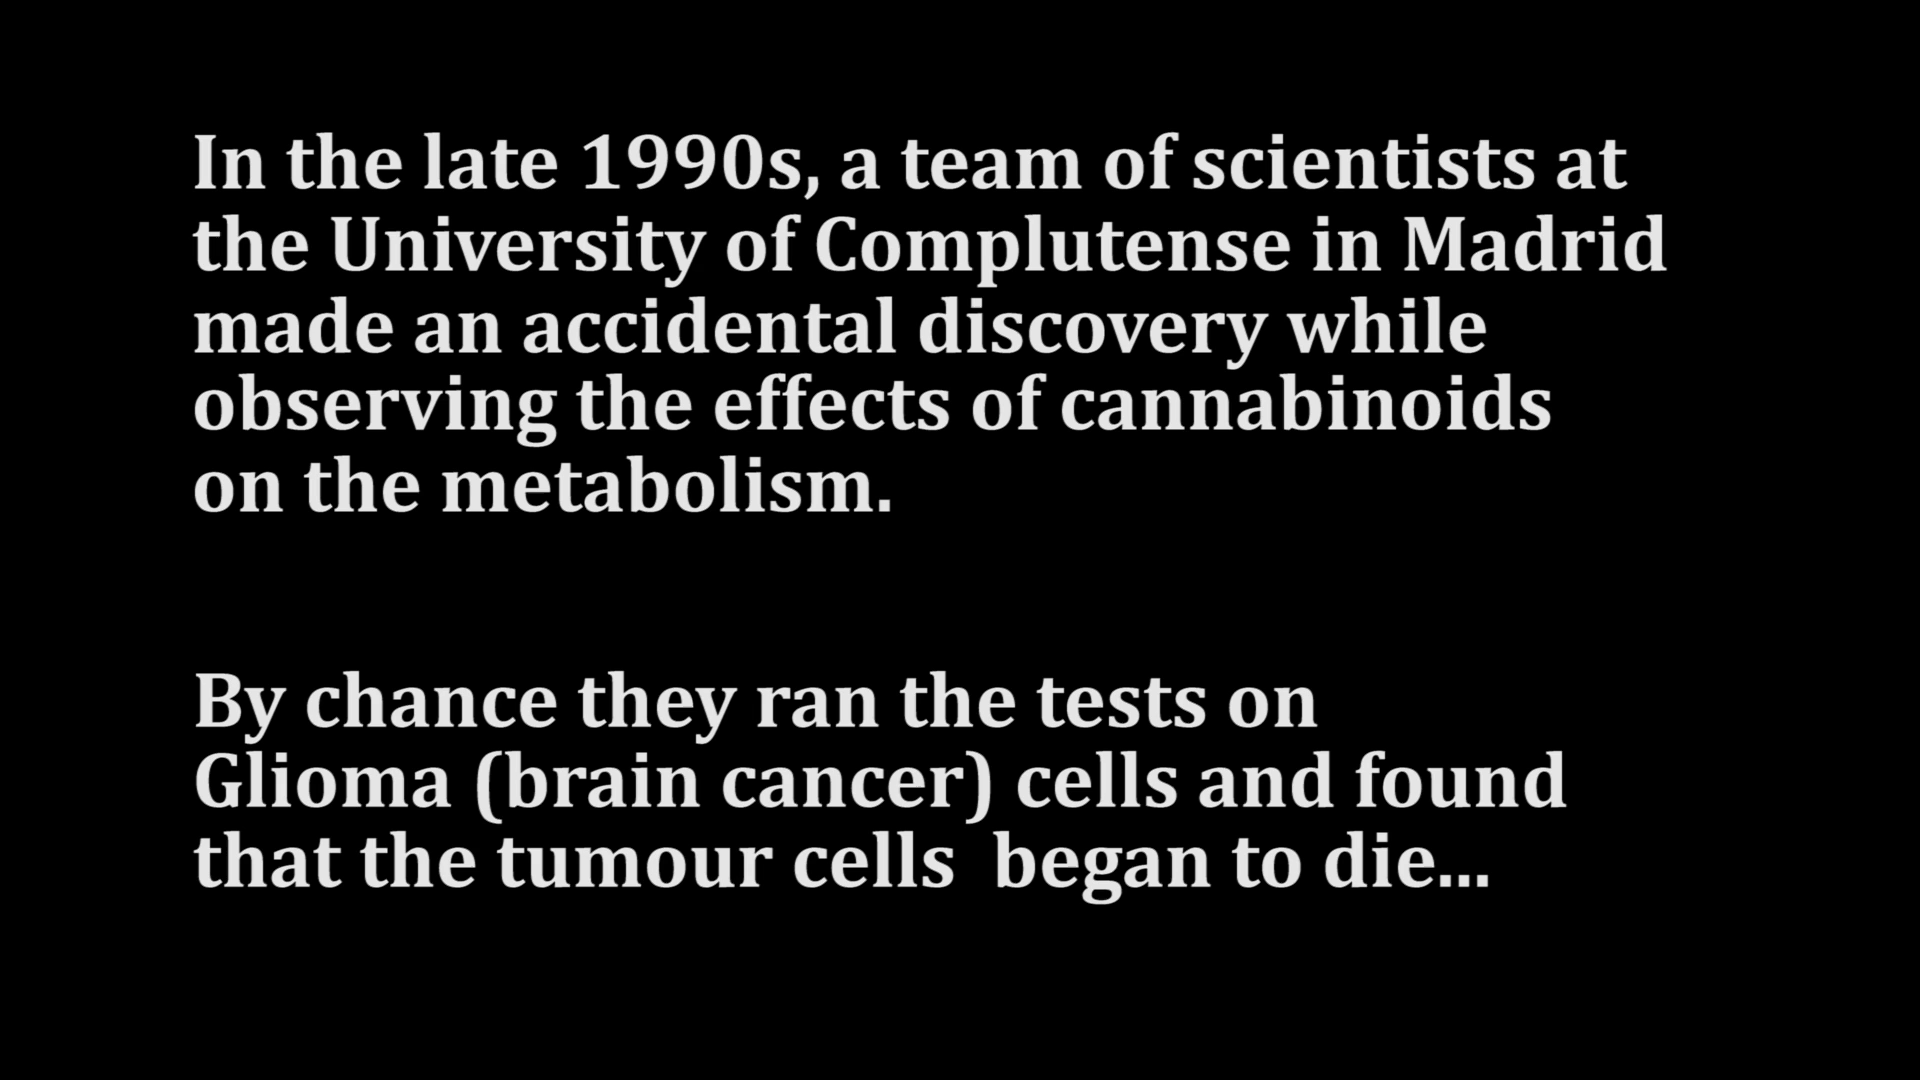 In the late 1990s, a team of scientists at
the University of Complutense in Madrid
made an accidental discovery while
observing the effects of cannabinoids
on the metabolism.
By chance they ran the tests on
Glioma (brain cancer) cells and found
that the tumour cells  began to die...